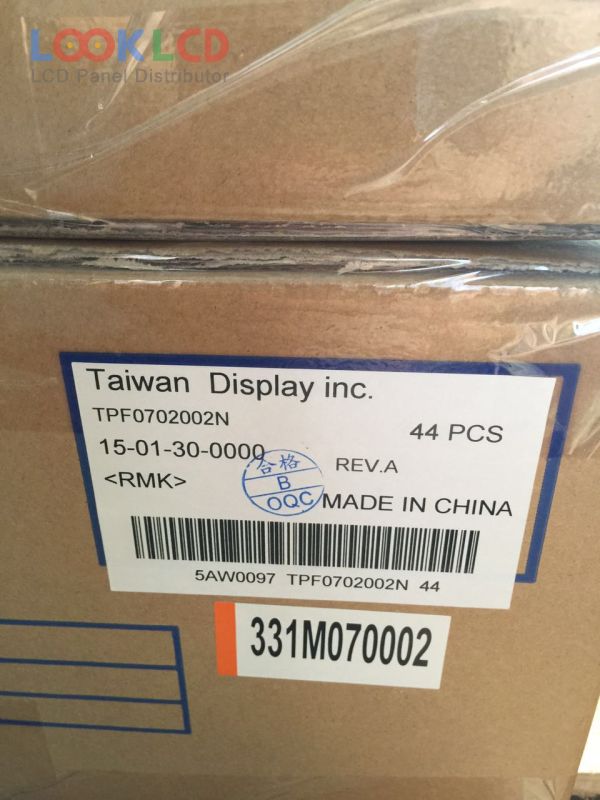 LOOKLCD
LCD Panel Distributor
Taiwan Display inc.
TPF0702002N
44 PCS
15-01-30-0000
REV.A
<RMK>
合格
B
OQC
MADE IN CHINA
5AW0097 TPF0702002N 44
331M070002